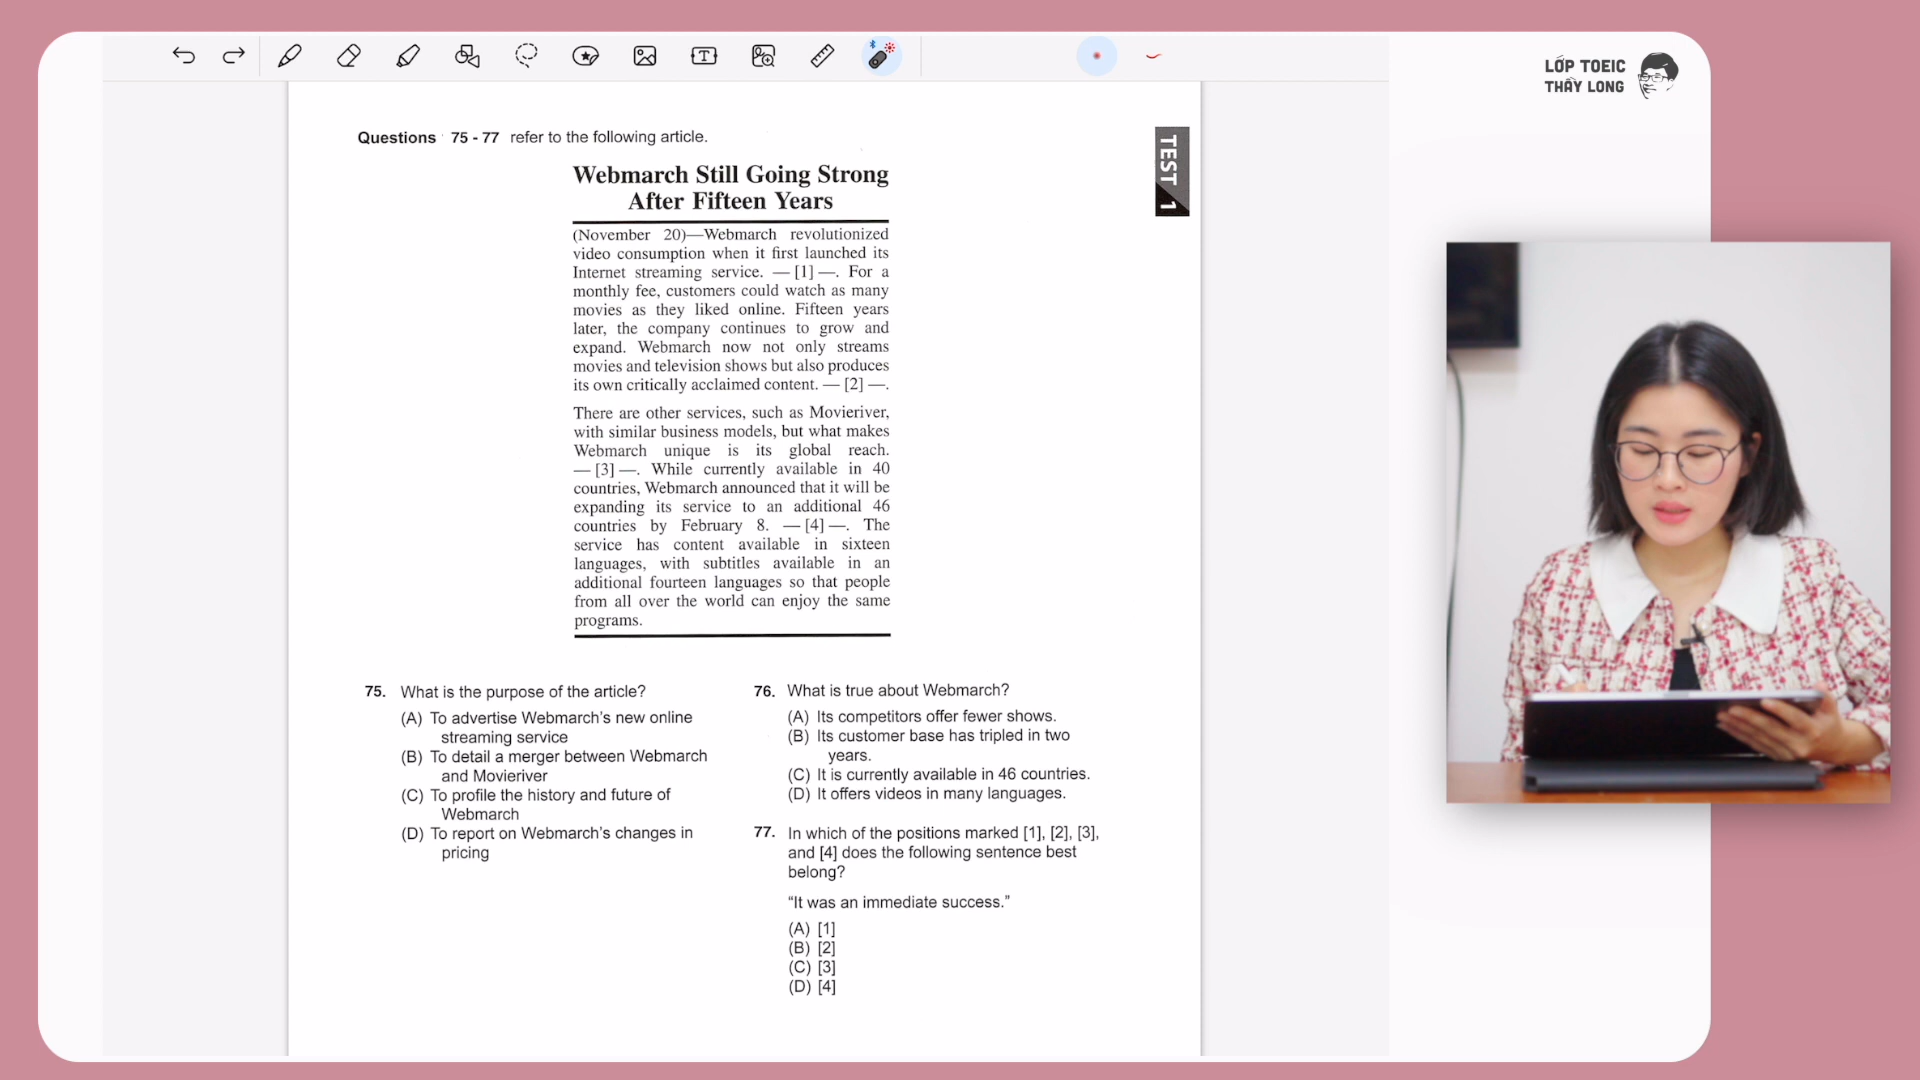 LỚP TOEIC
THẦY LONG
Questions 75 - 77 refer to the following article.
TEST 1
Webmarch Still Going Strong
After Fifteen Years
(November 20)—Webmarch revolutionized
video consumption when it first launched its
Internet streaming service. — [1] —. For a
monthly fee, customers could watch as many
movies as they liked online. Fifteen years
later, the company continues to grow and
expand. Webmarch now not only streams
movies and television shows but also produces
its own critically acclaimed content. — [2] —.
There are other services, such as Movieriver,
with similar business models, but what makes
Webmarch unique is its global reach.
— [3] —. While currently available in 40
countries, Webmarch announced that it will be
expanding its service to an additional 46
countries by February 8. — [4] —. The
service has content available in sixteen
languages, with subtitles available in an
additional fourteen languages so that people
from all over the world can enjoy the same
programs.
75. What is the purpose of the article?
(A) To advertise Webmarch's new online
streaming service
(B) To detail a merger between Webmarch
and Movieriver
(C) To profile the history and future of
Webmarch
(D) To report on Webmarch's changes in
pricing
76. What is true about Webmarch?
(A) Its competitors offer fewer shows.
(B) Its customer base has tripled in two
years.
(C) It is currently available in 46 countries.
(D) It offers videos in many languages.
77. In which of the positions marked [1], [2], [3],
and [4] does the following sentence best
belong?
“It was an immediate success.”
(A) [1]
(B) [2]
(C) [3]
(D) [4]